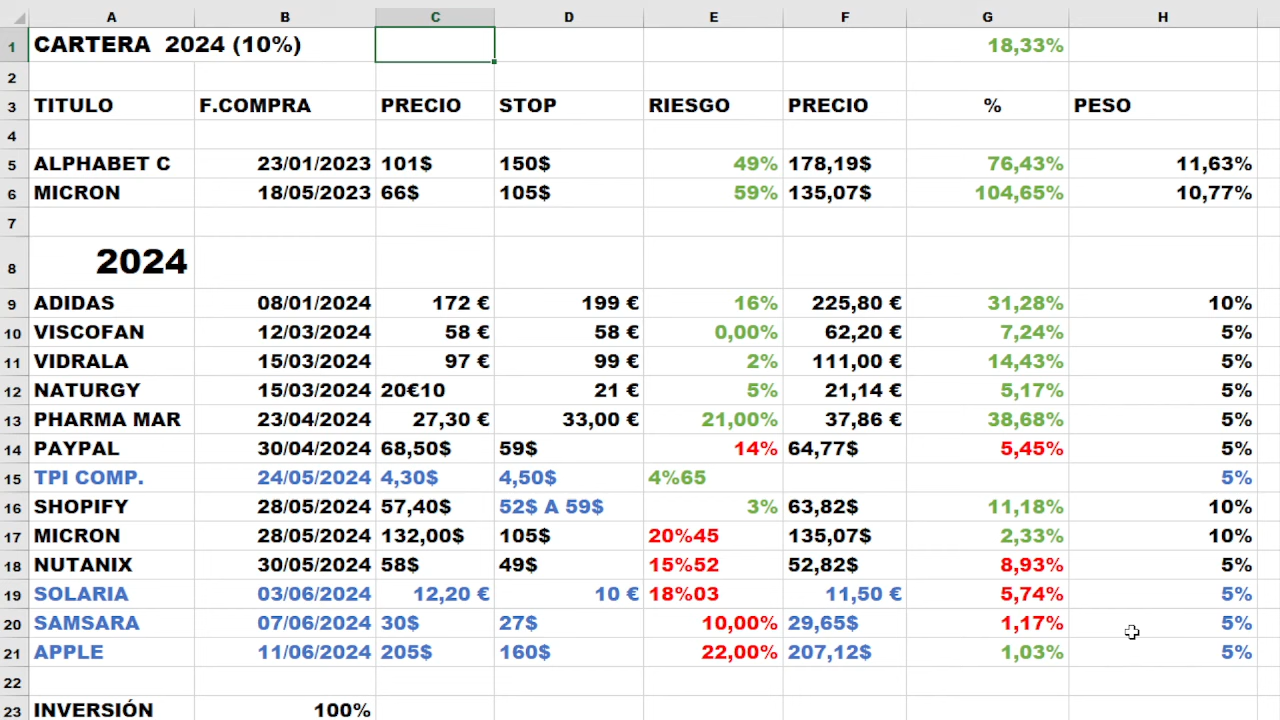 A B C D E F G H
1 CARTERA 2024 (10%) 18,33%
2
3 TITULO F.COMPRA PRECIO STOP RIESGO PRECIO % PESO
4
5 ALPHABET C 23/01/2023 101$ 150$ 49% 178,19$ 76,43% 11,63%
6 MICRON 18/05/2023 66$ 105$ 59% 135,07$ 104,65% 10,77%
7
8 2024
9 ADIDAS 08/01/2024 172 € 199 € 16% 225,80 € 31,28% 10%
10 VISCOFAN 12/03/2024 58 € 58 € 0,00% 62,20 € 7,24% 5%
11 VIDRALA 15/03/2024 97 € 99 € 2% 111,00 € 14,43% 5%
12 NATURGY 15/03/2024 20€10 21 € 5% 21,14 € 5,17% 5%
13 PHARMA MAR 23/04/2024 27,30 € 33,00 € 21,00% 37,86 € 38,68% 5%
14 PAYPAL 30/04/2024 68,50$ 59$ 14% 64,77$ 5,45% 5%
15 TPI COMP. 24/05/2024 4,30$ 4,50$ 4%65 5%
16 SHOPIFY 28/05/2024 57,40$ 52$ A 59$ 3% 63,82$ 11,18% 10%
17 MICRON 28/05/2024 132,00$ 105$ 20%45 135,07$ 2,33% 10%
18 NUTANIX 30/05/2024 58$ 49$ 15%52 52,82$ 8,93% 5%
19 SOLARIA 03/06/2024 12,20 € 10 € 18%03 11,50 € 5,74% 5%
20 SAMSARA 07/06/2024 30$ 27$ 10,00% 29,65$ 1,17% 5%
21 APPLE 11/06/2024 205$ 160$ 22,00% 207,12$ 1,03% 5%
22
23 INVERSIÓN 100%